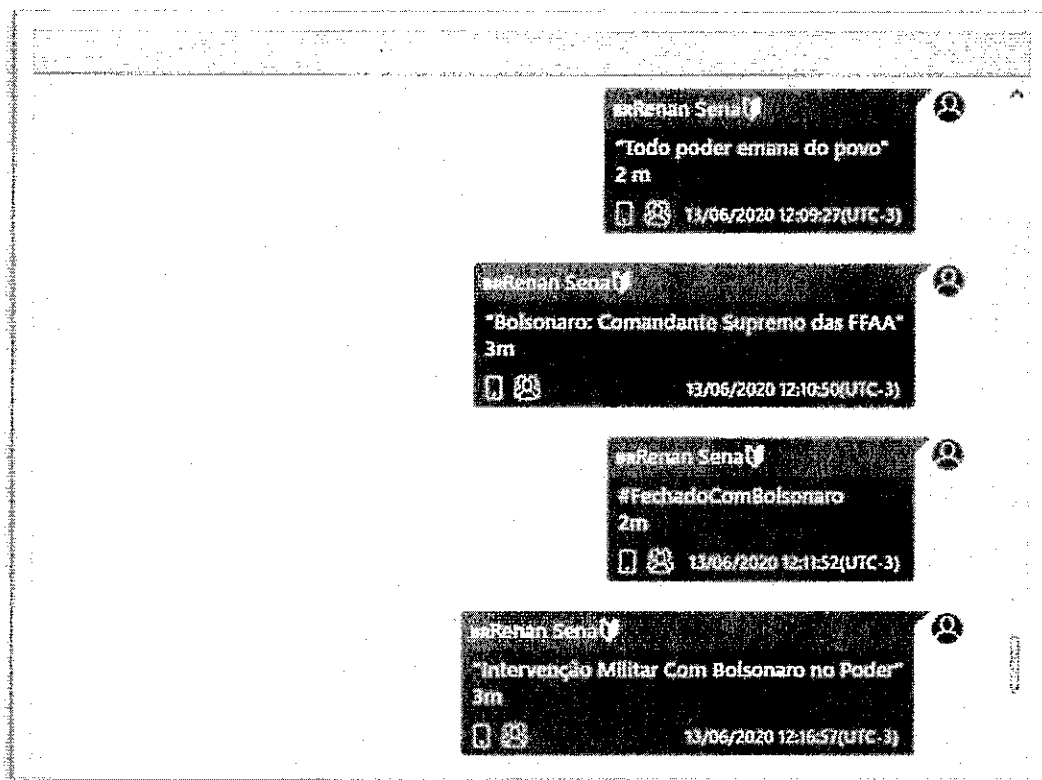 Renan Sena
"Todo poder emana do povo"
2 m
13/06/2020 12:09:27(UTC-3)
Renan Sena
"Bolsonaro: Comandante Supremo das FFAA"
3m
13/06/2020 12:10:50(UTC-3)
Renan Sena
#FechadoComBolsonaro
2m
13/06/2020 12:11:52(UTC-3)
Renan Sena
"Intervenção Militar Com Bolsonaro no Poder"
3m
13/06/2020 12:16:57(UTC-3)